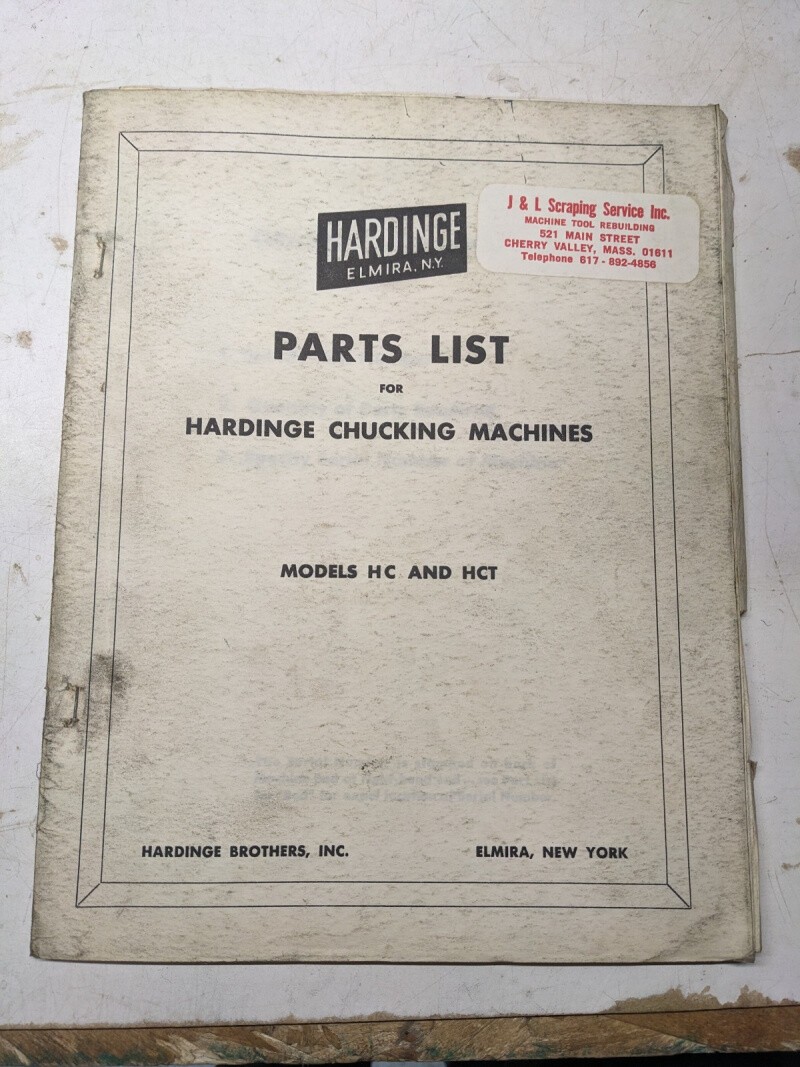 HARDINGE
ELMIRA, N.Y.
J & L Scraping Service Inc.
MACHINE TOOL REBUILDING
521 MAIN STREET
CHERRY VALLEY, MASS. 01611
Telephone 617 - 892-4856
PARTS LIST
FOR
HARDINGE CHUCKING MACHINES
MODELS HC AND HCT
HARDINGE BROTHERS, INC.
ELMIRA, NEW YORK